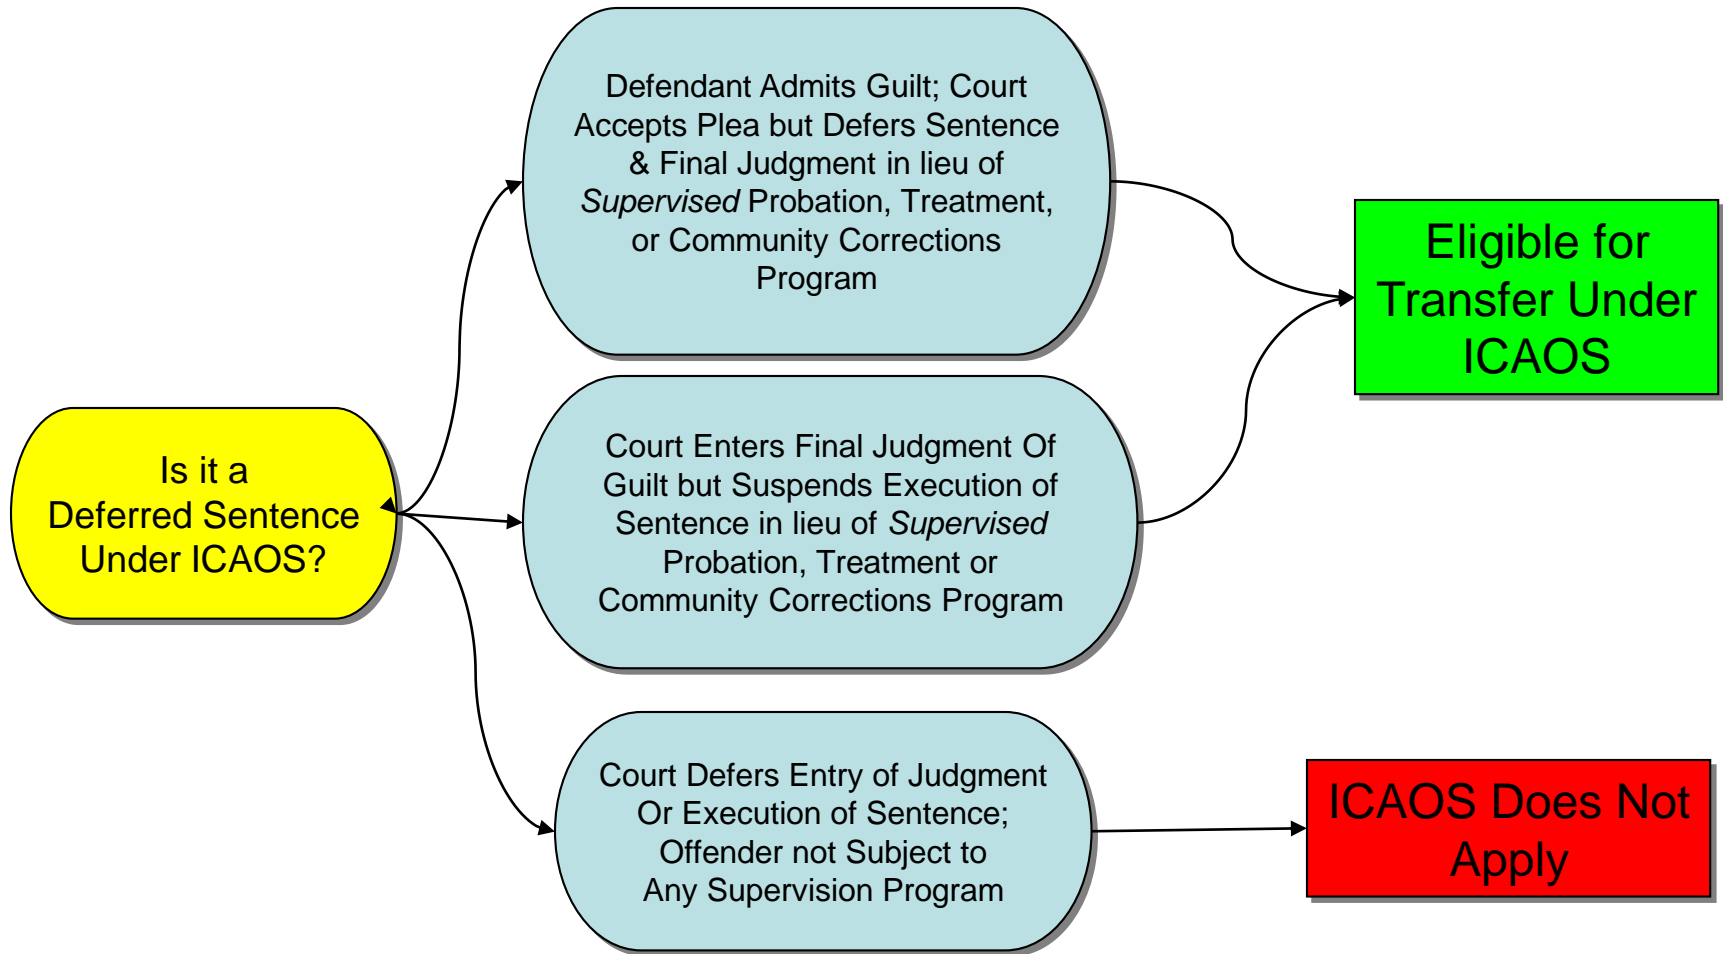 Is it a
Deferred Sentence
Under ICAOS?
Defendant Admits Guilt; Court
Accepts Plea but Defers Sentence
& Final Judgment in lieu of
Supervised Probation, Treatment,
or Community Corrections
Program
Court Enters Final Judgment Of
Guilt but Suspends Execution of
Sentence in lieu of Supervised
Probation, Treatment or
Community Corrections Program
Court Defers Entry of Judgment
Or Execution of Sentence;
Offender not Subject to
Any Supervision Program
Eligible for
Transfer Under
ICAOS
ICAOS Does Not
Apply